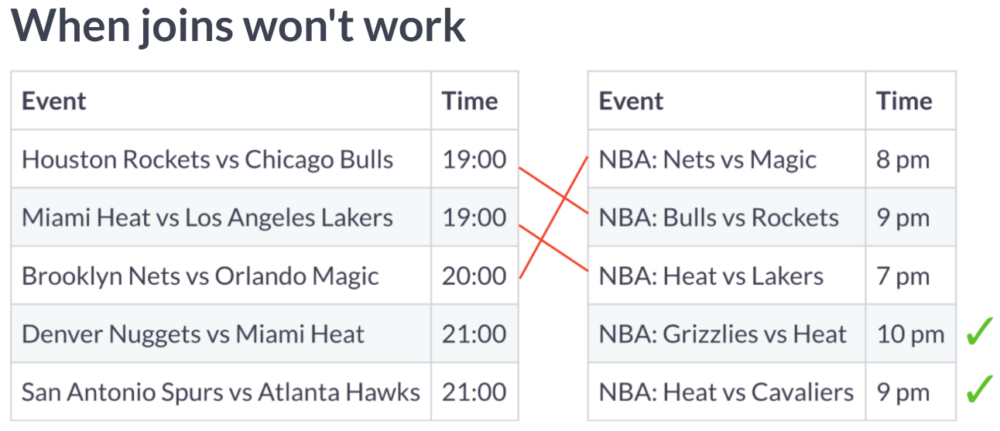 When joins won't work
Event Time Event Time
Houston Rockets vs Chicago Bulls 19:00 NBA: Nets vs Magic 8 pm
Miami Heat vs Los Angeles Lakers 19:00 NBA: Bulls vs Rockets 9 pm
Brooklyn Nets vs Orlando Magic 20:00 NBA: Heat vs Lakers 7 pm
Denver Nuggets vs Miami Heat 21:00 NBA: Grizzlies vs Heat 10 pm
San Antonio Spurs vs Atlanta Hawks 21:00 NBA: Heat vs Cavaliers 9 pm